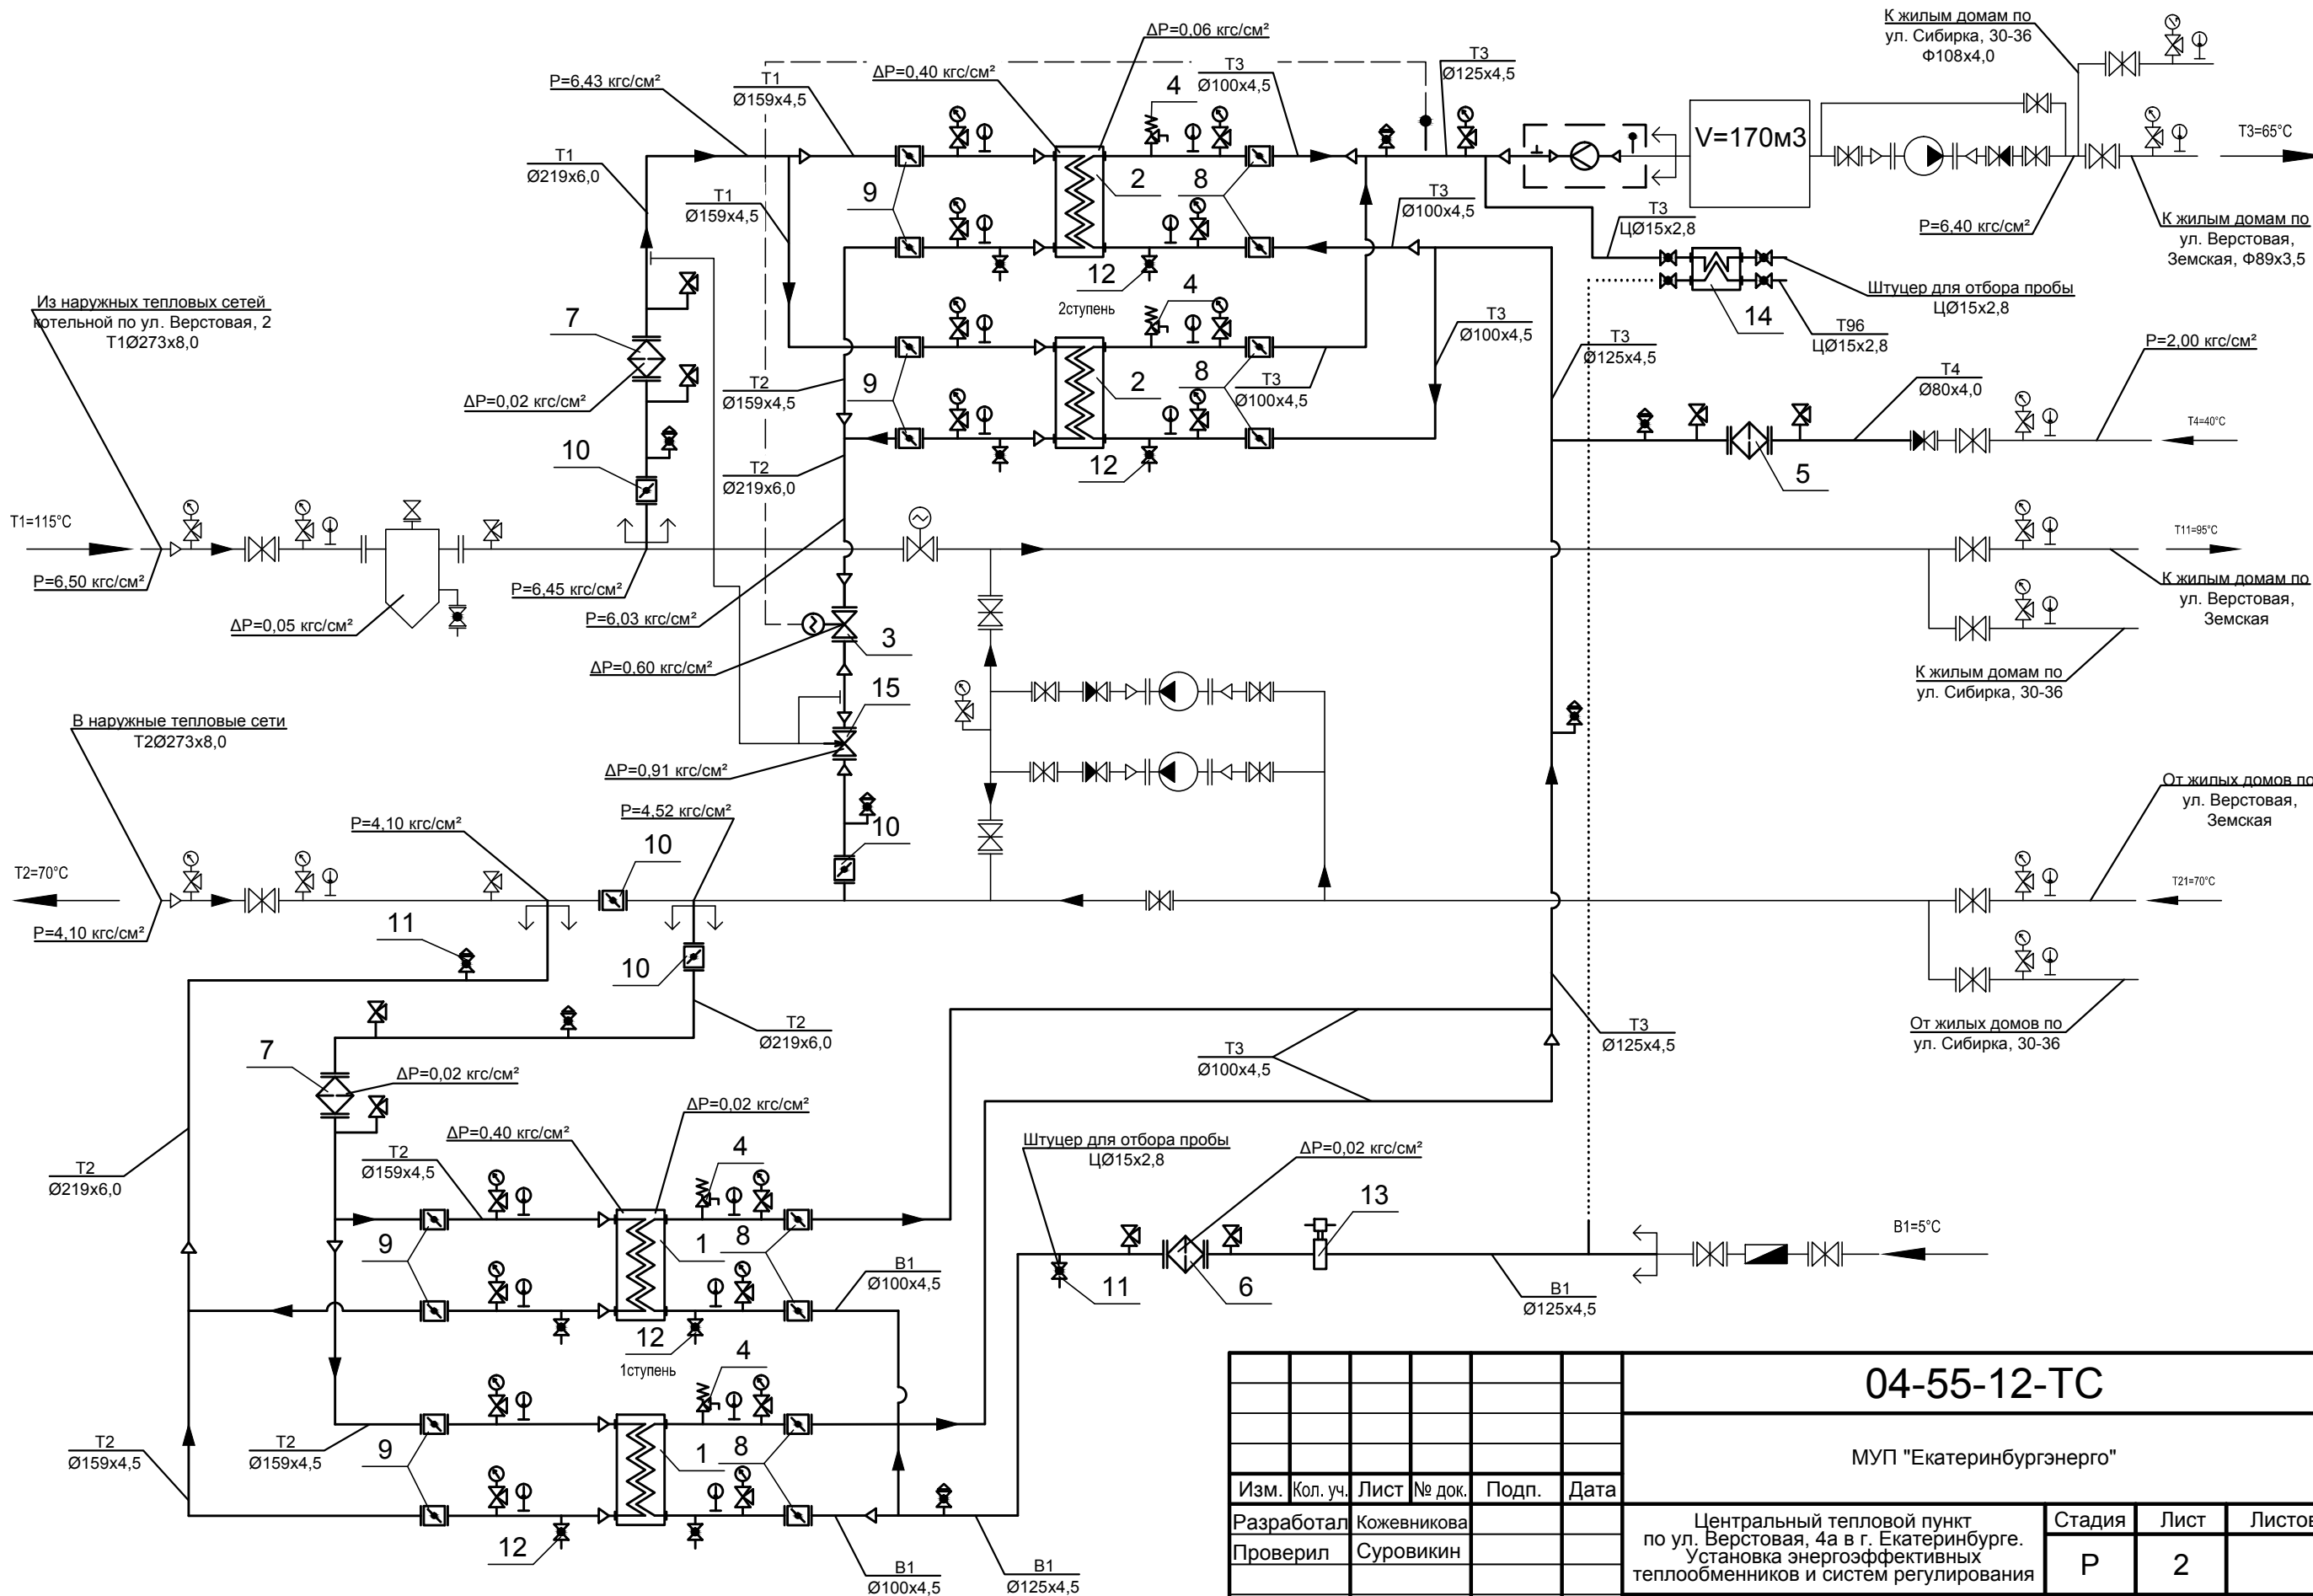 К жилым домам по
ул. Сибирка, 30-36
Ф108х4,0
ΔP=0,06 кгс/см²
T3
Ø125x4,5
T3
Ø100x4,5
ΔP=0,40 кгс/см²
T1
Ø159x4,5
P=6,43 кгс/см²
4
V=170м3
T3=65°C
T1
Ø219x6,0
T1
Ø159x4,5
9
2
8
T3
Ø100x4,5
T3
ЦØ15x2,8
P=6,40 кгс/см²
К жилым домам по
ул. Верстовая,
Земская, Ф89х3,5
12
4
Штуцер для отбора пробы
ЦØ15x2,8
Из наружных тепловых сетей
котельной по ул. Верстовая, 2
T1Ø273x8,0
7
2ступень
14
T96
ЦØ15x2,8
T3
Ø100x4,5
T3
Ø125x4,5
P=2,00 кгс/см²
ΔP=0,02 кгс/см²
T2
Ø159x4,5
9
2
8
T3
Ø100x4,5
T4
Ø80x4,0
T4=40°C
10
T2
Ø219x6,0
12
5
T1=115°C
T11=95°C
P=6,50 кгс/см²
P=6,45 кгс/см²
К жилым домам по
ул. Верстовая,
Земская
ΔP=0,05 кгс/см²
P=6,03 кгс/см²
3
ΔP=0,60 кгс/см²
К жилым домам по
ул. Сибирка, 30-36
15
В наружные тепловые сети
T2Ø273x8,0
ΔP=0,91 кгс/см²
От жилых домов по
ул. Верстовая,
Земская
P=4,10 кгс/см²
P=4,52 кгс/см²
10
10
T2=70°C
T21=70°C
P=4,10 кгс/см²
11
10
T2
Ø219x6,0
T3
Ø125x4,5
От жилых домов по
ул. Сибирка, 30-36
7
T3
Ø100x4,5
ΔP=0,02 кгс/см²
ΔP=0,02 кгс/см²
ΔP=0,40 кгс/см²
4
Штуцер для отбора пробы
ЦØ15x2,8
ΔP=0,02 кгс/см²
T2
Ø219x6,0
T2
Ø159x4,5
13
9
1
8
B1=5°C
B1
Ø100x4,5
11
6
B1
Ø125x4,5
12
1ступень
4
T2
Ø159x4,5
T2
Ø159x4,5
9
1
8
12
B1
Ø100x4,5
B1
Ø125x4,5
04-55-12-ТС
МУП "Екатеринбургэнерго"
Изм. Кол. уч. Лист № док. Подп. Дата
Разработал Кожевникова
Проверил Суровикин
Центральный тепловой пункт
по ул. Верстовая, 4а в г. Екатеринбурге.
Установка энергоэффективных
теплообменников и систем регулирования
Стадия Лист Листов
Р 2